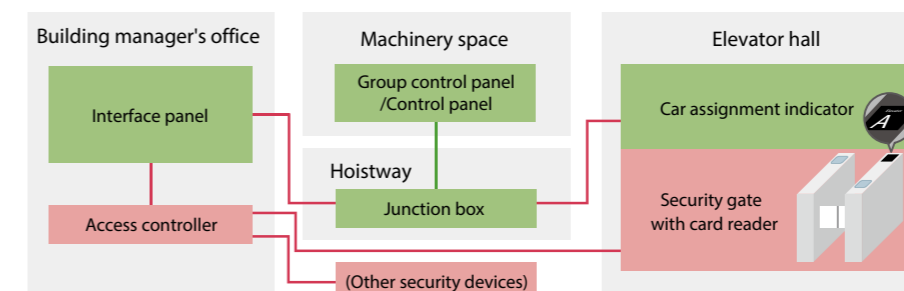 Building manager's office
Interface panel
Access controller
Machinery space
Group control panel
/Control panel
Hoistway
Junction box
(Other security devices)
Elevator hall
Car assignment indicator
A
Security gate
with card reader